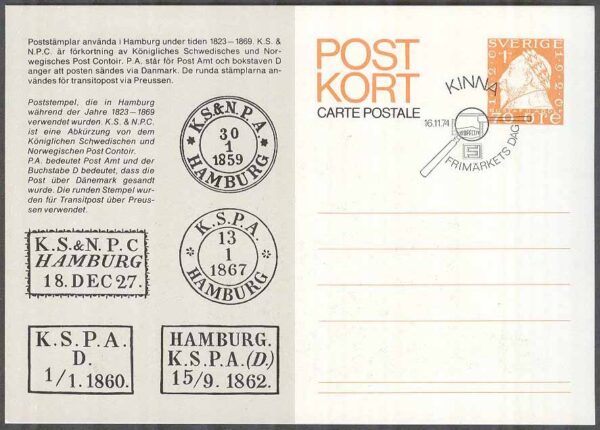 Poststämplar använda i Hamburg under tiden 1823–1869. K.S. &
N.P.C. är förkortning av Königliches Schwedisches und Nor-
wegisches Post Contoir. P.A. står för Post Amt och bokstaven D
anger att posten sändes via Danmark. De runda stämplarna an-
vändes för transitopost via Preussen.
Poststempel, die in Hamburg
während der Jahre 1823–1869
verwendet wurden. K.S. & N.P.C.
ist eine Abkürzung von dem
Königlichen Schwedischen und
Norwegischen Post Contoir.
P.A. bedeutet Post Amt und der
Buchstabe D bedeutet, dass die
Post über Dänemark gesandt
wurde. Die runden Stempel wur-
den für Transitpost über Preus-
sen verwendet.
K.S.&N.P.A
30
1
1859
HAMBURG
K.S.P.A.
13
1
1867
HAMBURG
K.S.&N.P.C
HAMBURG
18.DEC 27.
K.S.P.A.
D.
1/1.1860.
HAMBURG.
K.S.P.A.(D.)
15/9.1862.
POST
KORT
CARTE POSTALE
SVERIGE
1920
1920
70 ÖRE
KINNA
16.11.74
FRIMÄRKETS DAG